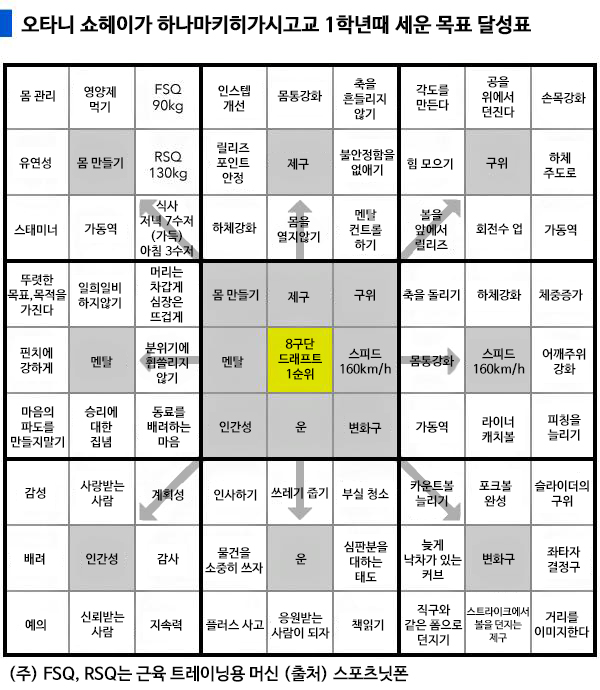 오타니 쇼헤이가 하나마키히가시고교 1학년때 세운 목표 달성표
몸 관리
영양제
먹기
FSQ
90kg
인스텝
개선
몸통강화
축을
흔들리지
않기
각도를
만든다
공을
위에서
던진다
손목강화
유연성
몸 만들기
RSQ
130kg
릴리즈
포인트
안정
제구
불안정함을
없애기
힘 모으기
구위
하체
주도로
스태미너
가동역
식사
저녁 7수저
(가득)
아침 3수저
하체강화
몸을
열지않기
멘탈
컨트롤
하기
볼을
앞에서
릴리즈
회전수 업
가동역
뚜렷한
목표,목적을
가진다
일희일비
하지않기
머리는
차갑게
심장은
뜨겁게
몸 만들기
제구
구위
축을 돌리기
하체강화
체중증가
핀치에
강하게
멘탈
분위기에
휩쓸리지
않기
멘탈
8구단
드래프트
1순위
스피드
160km/h
몸통강화
스피드
160km/h
어깨주위
강화
마음의
파도를
만들지말기
승리에
대한
집념
동료를
배려하는
마음
인간성
운
변화구
가동역
라이너
캐치볼
피칭을
늘리기
감성
사랑받는
사람
계획성
인사하기
쓰레기 줍기
부실 청소
카운트볼
늘리기
포크볼
완성
슬라이더의
구위
배려
인간성
감사
물건을
소중히 쓰자
운
심판분을
대하는
태도
늦게
낙차가 있는
커브
변화구
좌타자
결정구
예의
신뢰받는
사람
지속력
플러스 사고
응원받는
사람이 되자
책읽기
직구와
같은 폼으로
던지기
스트라이크에서
볼을 던지는
제구
거리를
이미지한다
(주) FSQ, RSQ는 근육 트레이닝용 머신 (출처) 스포츠닛폰